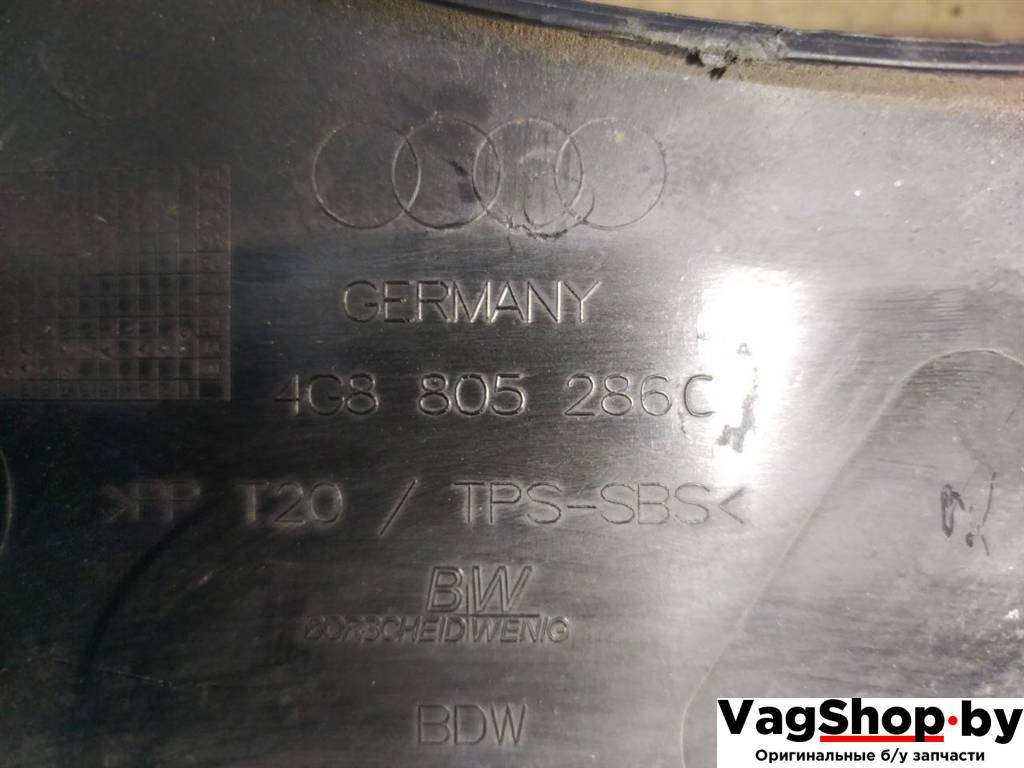 GERMANY
4G8 805 286C
>PP T20 / TPS-SBS<
BW
BORSCHEIDWENIG
BDW
VagShop.by
Оригинальные б/у запчасти